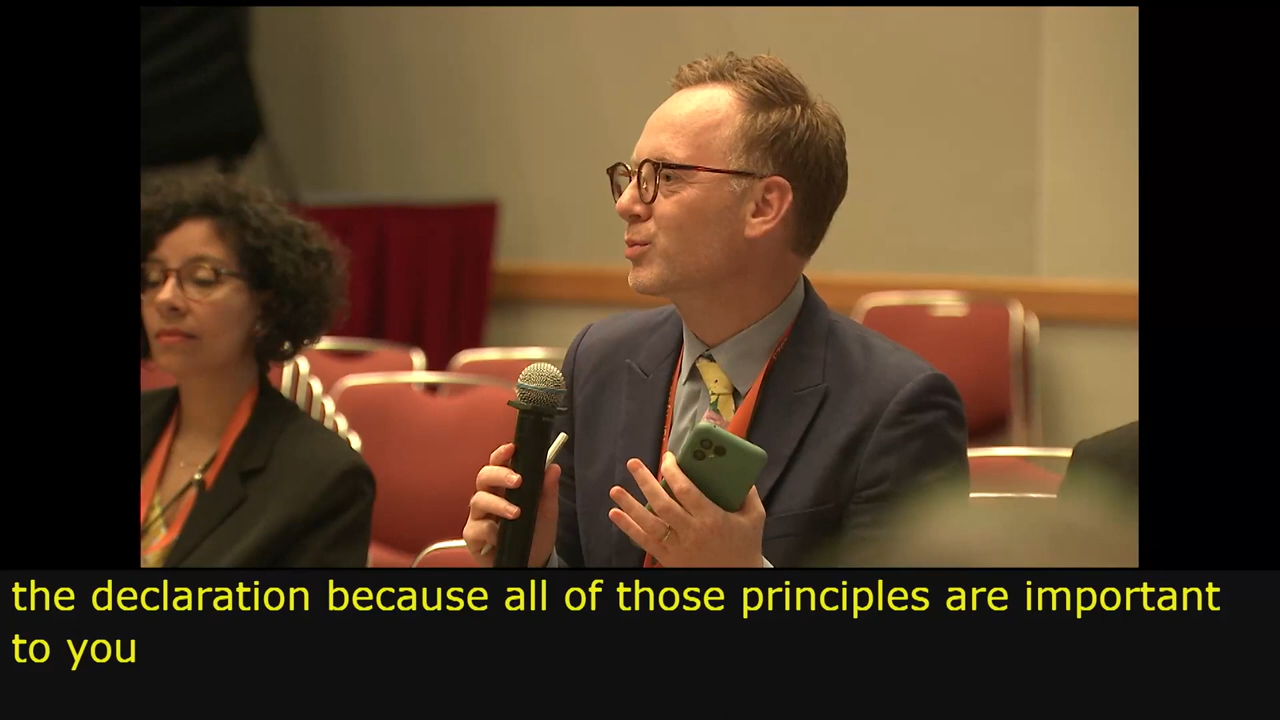 the declaration because all of those principles are important
to you